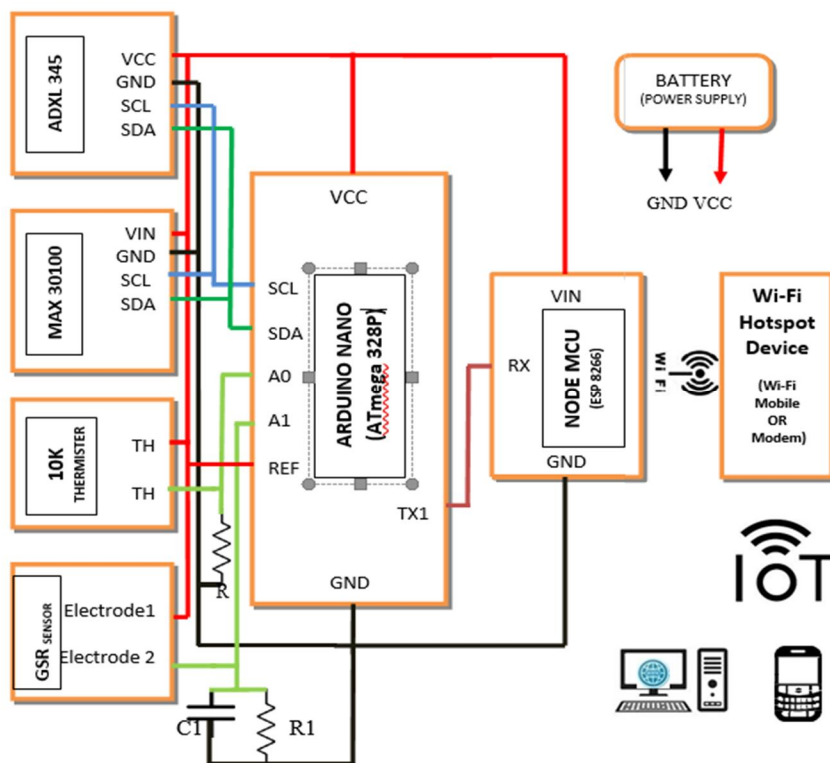 ADXL 345
VCC
GND
SCL
SDA
MAX 30100
VIN
GND
SCL
SDA
10K
THERMISTER
TH
TH
GSR SENSOR
Electrode1
Electrode 2
R
C1
R1
VCC
SCL
SDA
A0
A1
REF
TX1
GND
ARDUINO NANO
(ATmega 328P)
VIN
RX
GND
NODE MCU
(ESP 8266)
BATTERY
(POWER SUPPLY)
GND VCC
Wi Fi
Wi-Fi
Hotspot
Device
(Wi-Fi
Mobile
OR
Modem)
IoT